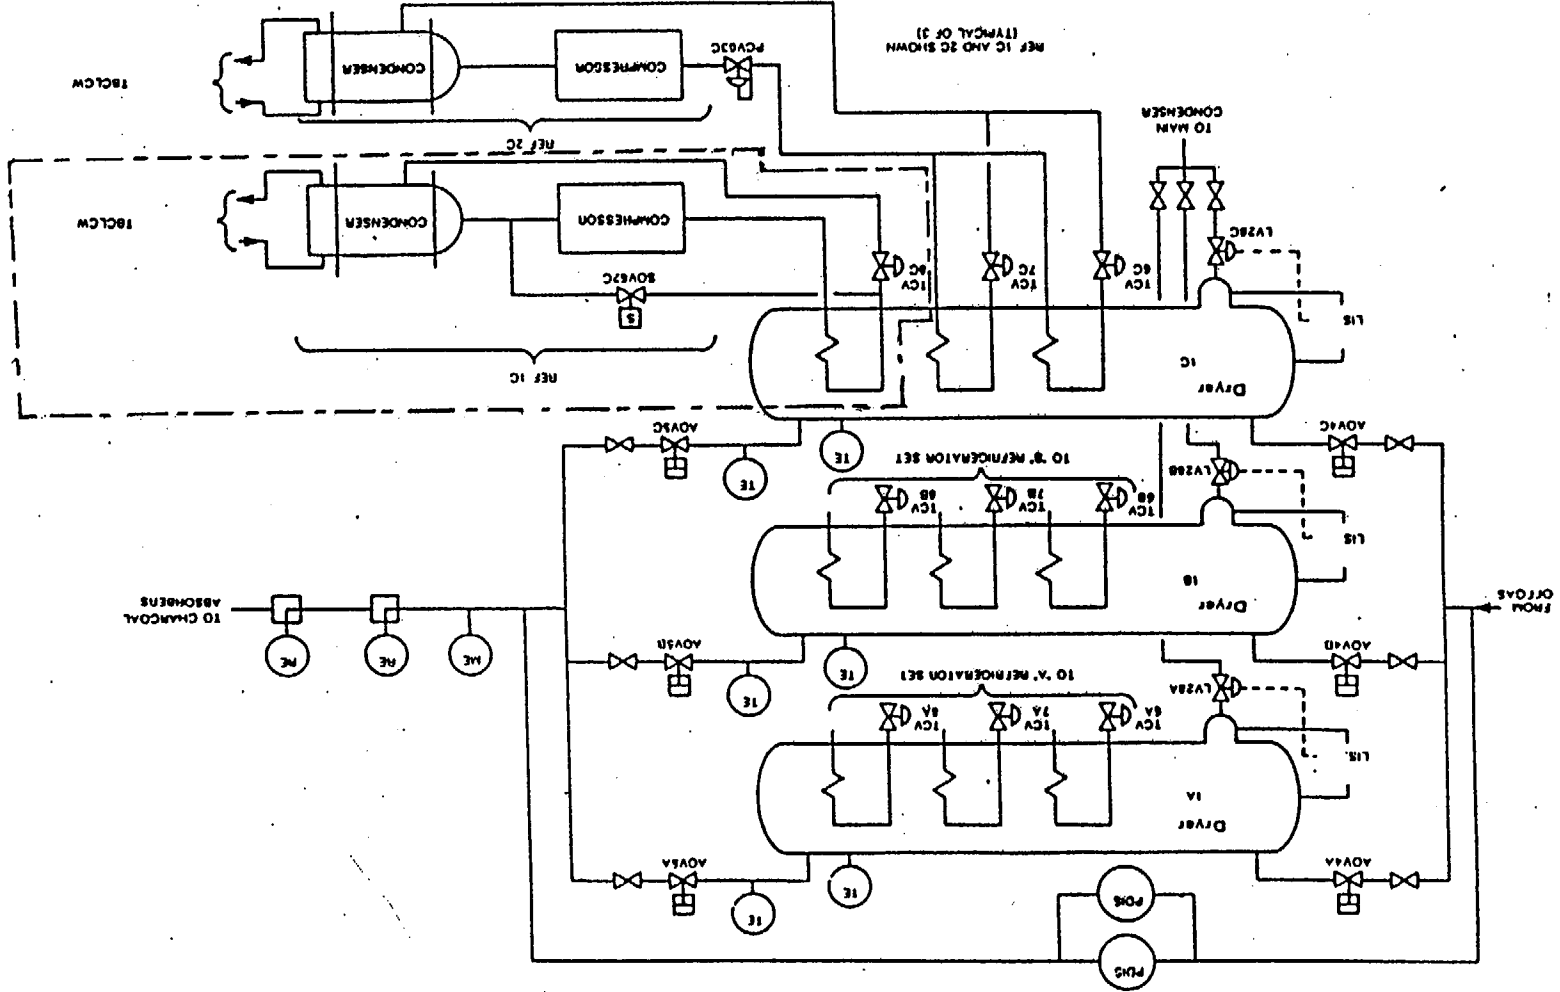 PDIS
PDIS
AOV4A
TE
TE
AOV5A
Dryer
1A
LIS
TCV
6A
TCV
7A
TCV
8A
LV28A
TO "A" REFRIGERATOR SET
AOV4B
TE
TE
AOV5B
ME
RE
RE
FROM
OFFGAS
Dryer
1B
TO CHARCOAL
ABSORBERS
LIS
TCV
6B
TCV
7B
TCV
8B
LV28B
TO "B" REFRIGERATOR SET
AOV4C
TE
TE
AOV5C
Dryer
1C
REF 1C
LIS
S
SOV62C
TCV
6C
TCV
7C
TCV
8C
LV28C
COMPRESSOR
CONDENSER
TBCLCW
REF 2C
TO MAIN
CONDENSER
COMPRESSOR
CONDENSER
TBCLCW
PCV63C
REF 1C AND 2C SHOWN
(TYPICAL OF 3)